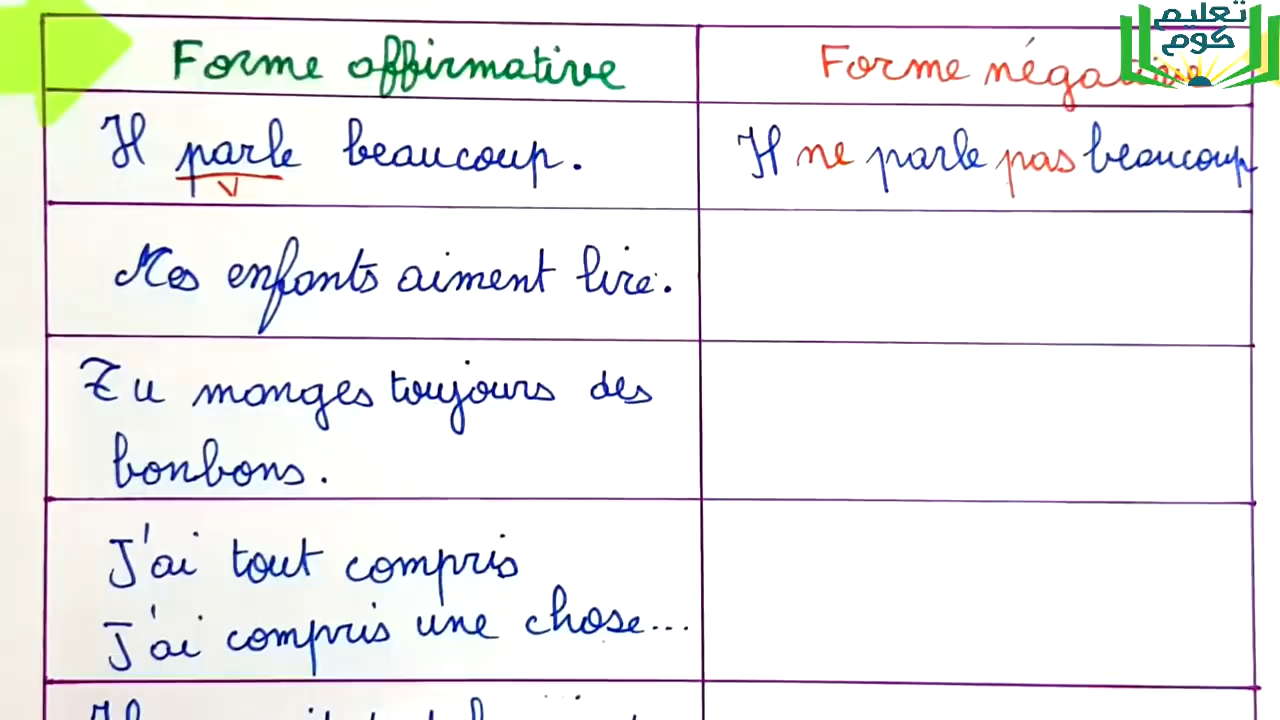 تعليم
كوم
Forme affirmative
Forme négative
Il parle beaucoup.
V
Il ne parle pas beaucoup
Mes enfants aiment lire.
Tu manges toujours des
bonbons.
J'ai tout compris
J'ai compris une chose...